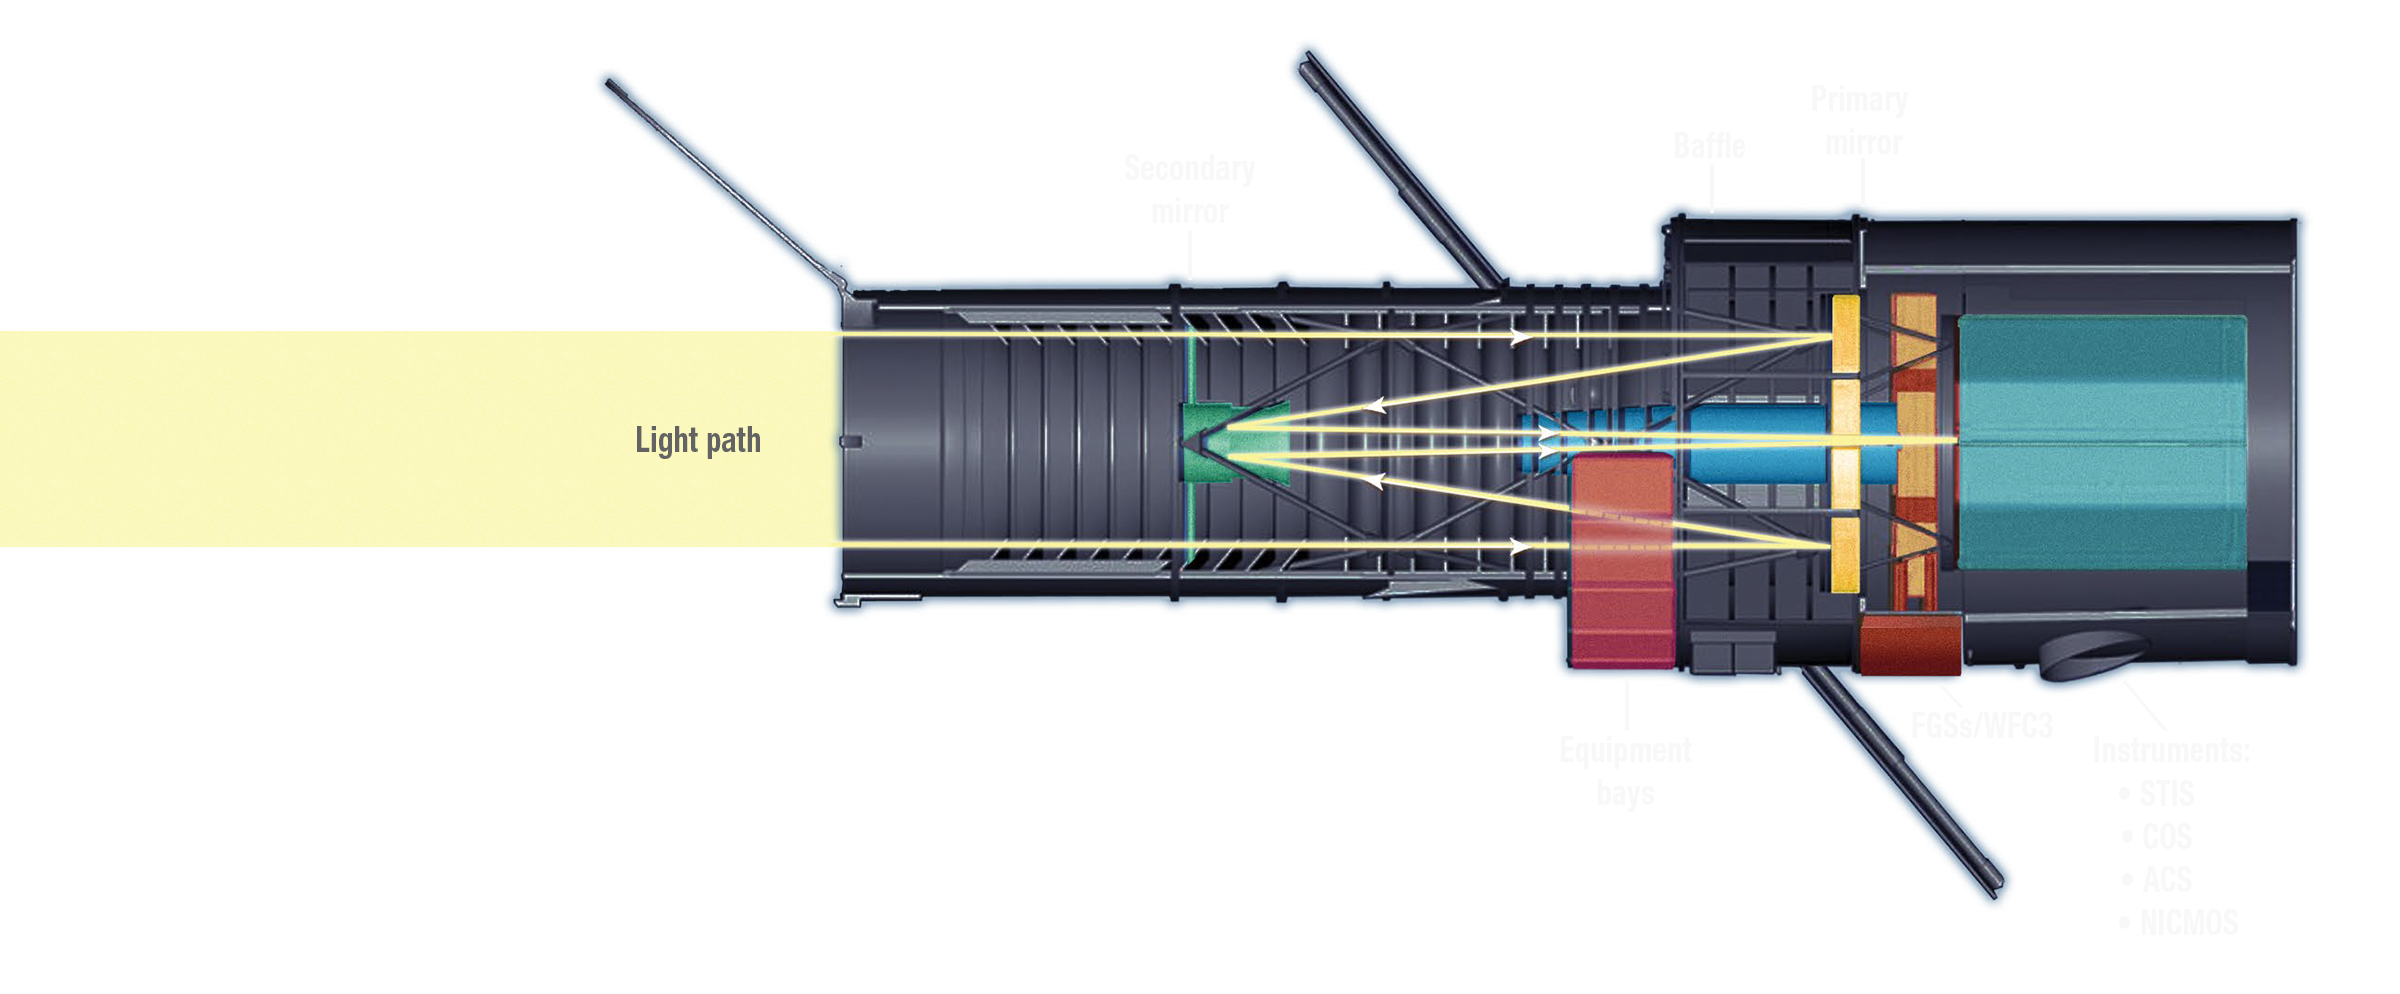 Primary
mirror
Baffle
Secondary
mirror
Light path
FGSs/WFC3
Equipment
bays
Instruments:
• STIS
• COS
• ACS
• NICMOS